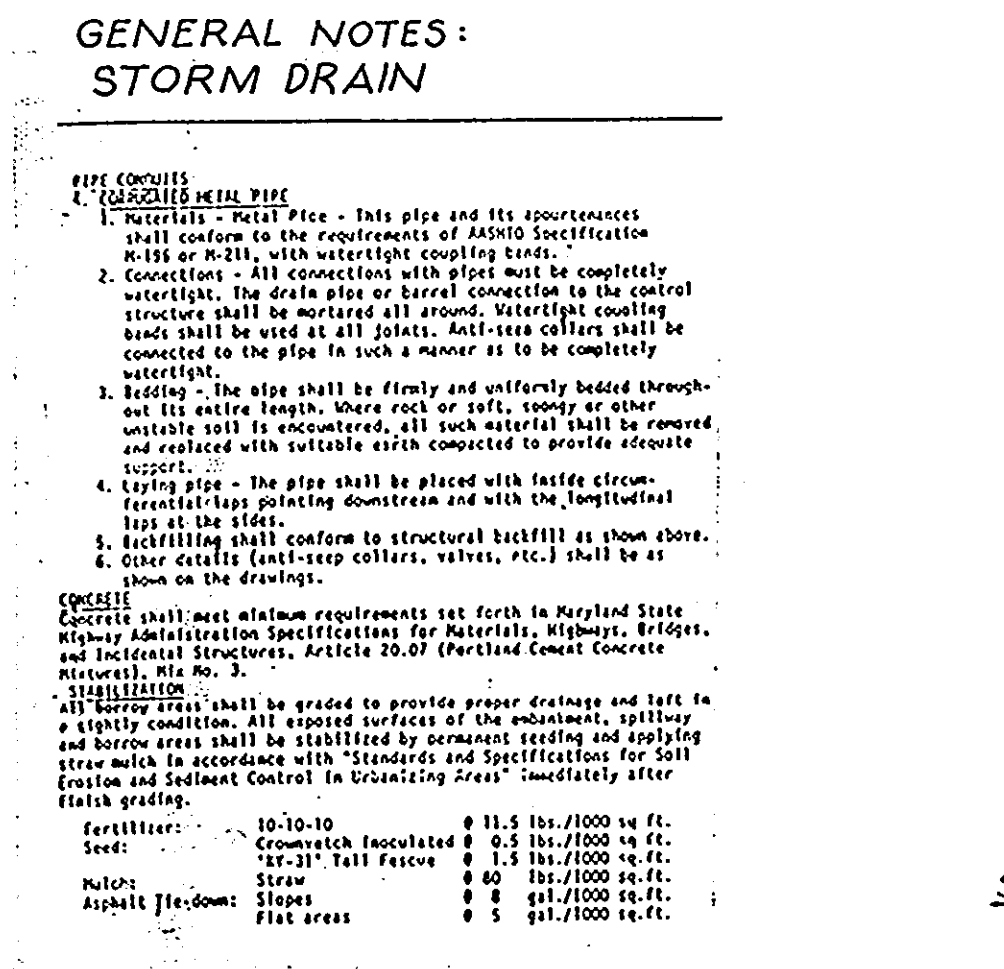 GENERAL NOTES:
STORM DRAIN
PIPE CONDUITS
A. CORRUGATED METAL PIPE
1. Materials - Metal Pipe - This pipe and its appurtenances
shall conform to the requirements of AASHTO Specification
M-196 or M-211, with watertight coupling bands.
2. Connections - All connections with pipes must be completely
watertight. The drain pipe or barrel connection to the control
structure shall be mortared all around. Watertight coupling
bands shall be used at all joints. Anti-seep collars shall be
connected to the pipe in such a manner as to be completely
watertight.
3. Bedding - The pipe shall be firmly and uniformly bedded through-
out its entire length. Where rock or soft, spongy or other
unstable soil is encountered, all such material shall be removed
and replaced with suitable earth compacted to provide adequate
support.
4. Laying pipe - The pipe shall be placed with inside circum-
ferential laps pointing downstream and with the longitudinal
laps at the sides.
5. Backfilling shall conform to structural backfill as shown above.
6. Other details (anti-seep collars, valves, etc.) shall be as
shown on the drawings.
CONCRETE
Concrete shall meet minimum requirements set forth in Maryland State
Highway Administration Specifications for Materials, Highways, Bridges,
and Incidental Structures, Article 20.07 (Portland Cement Concrete
Mixtures), Mix No. 3.
STABILIZATION
All borrow areas shall be graded to provide proper drainage and left in
a sightly condition. All exposed surfaces of the embankment, spillway
and borrow areas shall be stabilized by permanent seeding and applying
straw mulch in accordance with "Standards and Specifications for Soil
Erosion and Sediment Control in Urbanizing Areas" immediately after
finish grading.
Fertilizer: 10-10-10 @ 11.5 lbs./1000 sq ft.
Seed: Crownvetch Inoculated @ 0.5 lbs./1000 sq ft.
"KY-31" Tall Fescue @ 1.5 lbs./1000 sq.ft.
Mulch: Straw @ 80 lbs./1000 sq.ft.
Asphalt Tie-down: Slopes @ 8 gal./1000 sq.ft.
Flat areas @ 5 gal./1000 sq.ft.